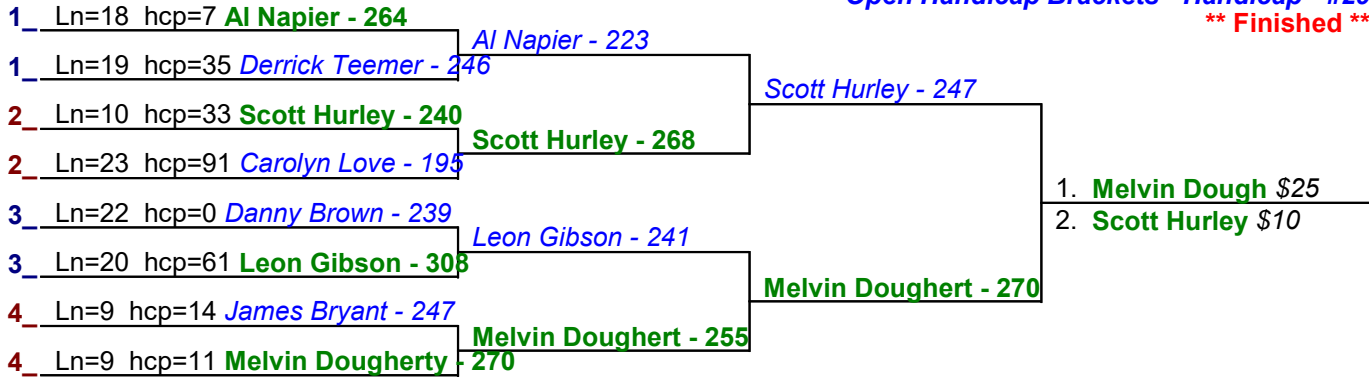 Open Handicap Brackets - Handicap
** Finished **
1_ Ln=18 hcp=7 Al Napier - 264
1_ Ln=19 hcp=35 Derrick Teemer - 246
2_ Ln=10 hcp=33 Scott Hurley - 240
2_ Ln=23 hcp=91 Carolyn Love - 195
3_ Ln=22 hcp=0 Danny Brown - 239
3_ Ln=20 hcp=61 Leon Gibson - 308
4_ Ln=9 hcp=14 James Bryant - 247
4_ Ln=9 hcp=11 Melvin Dougherty - 270
Al Napier - 223
Scott Hurley - 268
Leon Gibson - 241
Melvin Doughert - 255
Scott Hurley - 247
Melvin Doughert - 270
1. Melvin Dough $25
2. Scott Hurley $10